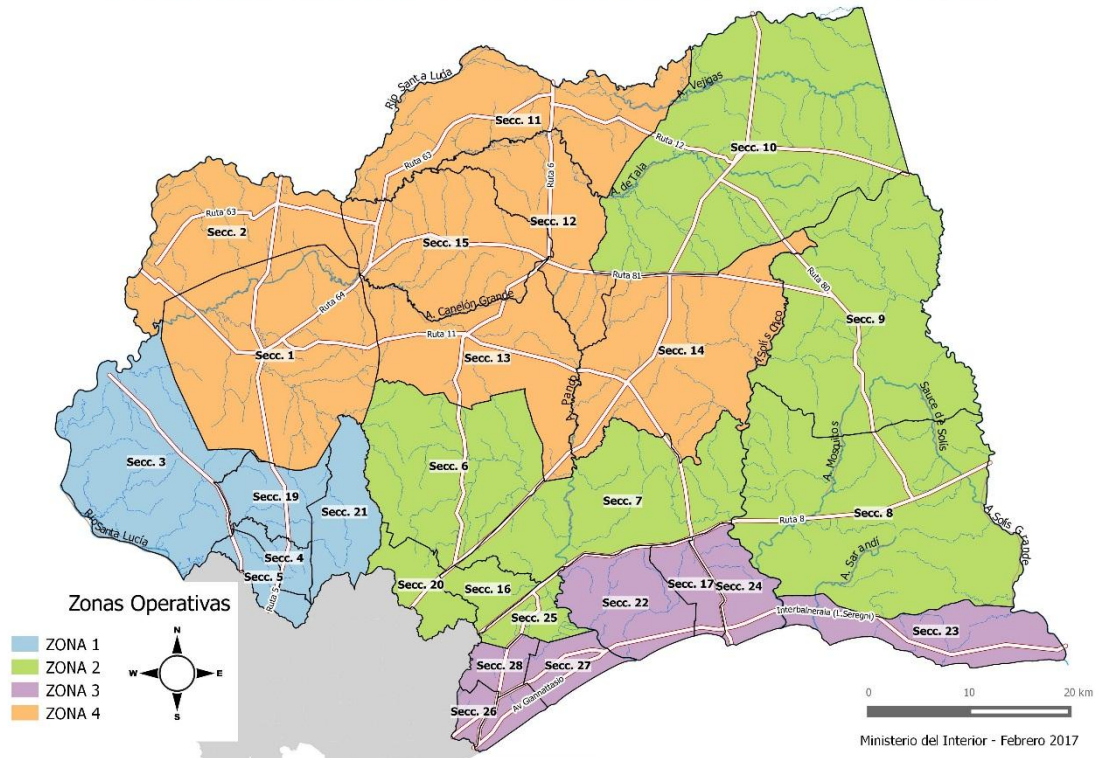 Río Santa Lucía
A. Vejigas
Secc. 11
Ruta 12
Secc. 10
Ruta 63
Ruta 6
A. de Tala
Ruta 63
Secc. 2
Secc. 12
Secc. 15
Ruta 81
Ruta 80
Ruta 64
A. Canelón Grande
Secc. 9
Ruta 11
Secc. 1
Secc. 13
Secc. 14
A. Solís Chico
A. Pando
Sauce de Solís
A. Mosquitos
Secc. 3
Secc. 6
Secc. 19
Secc. 7
Secc. 21
Secc. 8
Ruta 8
Río Santa Lucía
A. Solís Grande
Secc. 4
A. Sarandí
Secc. 5
Secc. 20
Secc. 16
Secc. 17
Secc. 24
Ruta 5
Secc. 22
Interbalnearia (L.Seregni)
Secc. 25
Secc. 23
Secc. 28
Secc. 27
Av Giannattasio
Secc. 26
Zonas Operativas
ZONA 1
ZONA 2
ZONA 3
ZONA 4
N
W
E
S
0 10 20 km
Ministerio del Interior - Febrero 2017